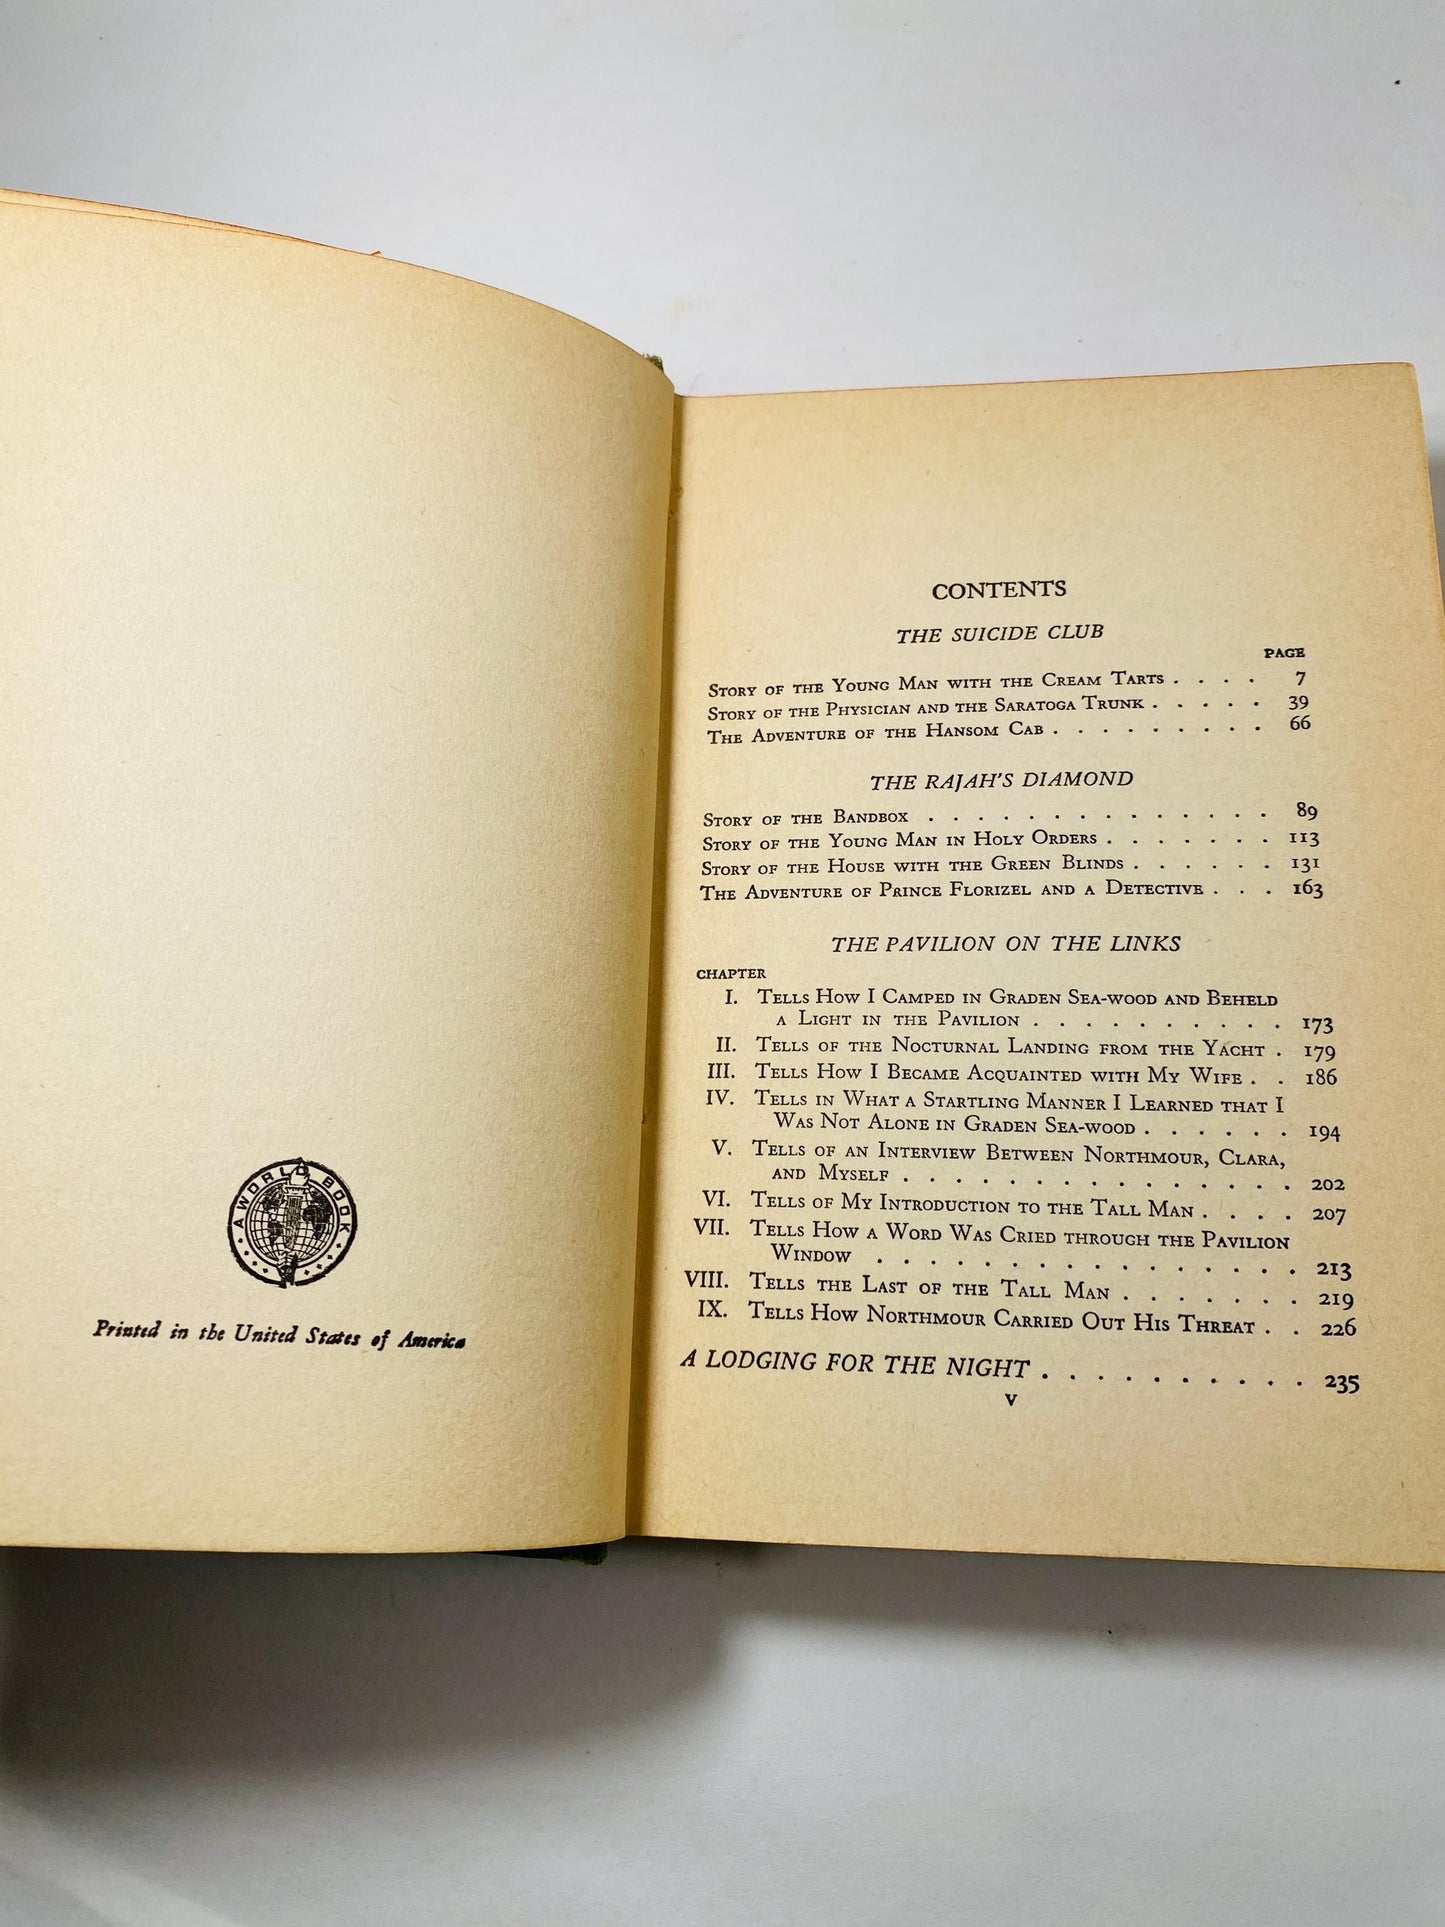 A WORLD BOOK
Printed in the United States of America
CONTENTS
THE SUICIDE CLUB
PAGE
STORY OF THE YOUNG MAN WITH THE CREAM TARTS . . . . 7
STORY OF THE PHYSICIAN AND THE SARATOGA TRUNK . . . . . 39
THE ADVENTURE OF THE HANSOM CAB . . . . . . . . . 66
THE RAJAH'S DIAMOND
STORY OF THE BANDBOX . . . . . . . . . . . . . . 89
STORY OF THE YOUNG MAN IN HOLY ORDERS . . . . . . . 113
STORY OF THE HOUSE WITH THE GREEN BLINDS . . . . . . 131
THE ADVENTURE OF PRINCE FLORIZEL AND A DETECTIVE . . . 163
THE PAVILION ON THE LINKS
CHAPTER
I. TELLS HOW I CAMPED IN GRADEN SEA-WOOD AND BEHELD
A LIGHT IN THE PAVILION . . . . . . . . . . 173
II. TELLS OF THE NOCTURNAL LANDING FROM THE YACHT . 179
III. TELLS HOW I BECAME ACQUAINTED WITH MY WIFE . . 186
IV. TELLS IN WHAT A STARTLING MANNER I LEARNED THAT I
WAS NOT ALONE IN GRADEN SEA-WOOD . . . . . . 194
V. TELLS OF AN INTERVIEW BETWEEN NORTHMOUR, CLARA,
AND MYSELF . . . . . . . . . . . . . . . 202
VI. TELLS OF MY INTRODUCTION TO THE TALL MAN . . . . 207
VII. TELLS HOW A WORD WAS CRIED THROUGH THE PAVILION
WINDOW . . . . . . . . . . . . . . . . 213
VIII. TELLS THE LAST OF THE TALL MAN . . . . . . . 219
IX. TELLS HOW NORTHMOUR CARRIED OUT HIS THREAT . . 226
A LODGING FOR THE NIGHT . . . . . . . . . . 235
v